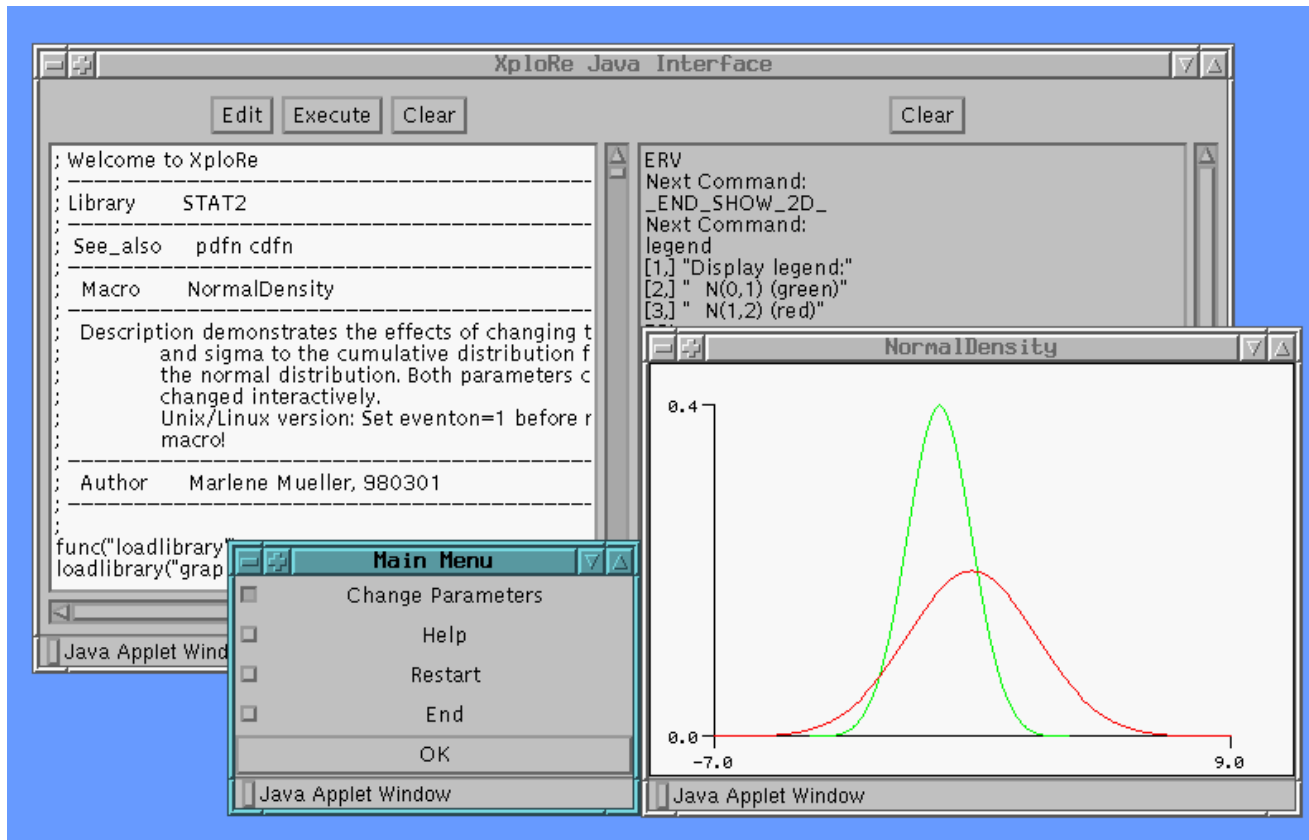 XploRe Java Interface
Edit Execute Clear
Clear
; Welcome to XploRe
; ----------------------------------------
; Library STAT2
; ----------------------------------------
; See_also pdfn cdfn
; ----------------------------------------
; Macro NormalDensity
; ----------------------------------------
; Description demonstrates the effects of changing t
; and sigma to the cumulative distribution f
; the normal distribution. Both parameters c
; changed interactively.
; Unix/Linux version: Set eventon=1 before r
; macro!
; ----------------------------------------
; Author Marlene Mueller, 980301
; ----------------------------------------
;
func("loadlibrary"
loadlibrary("grap
Java Applet Wind
ERV
Next Command:
_END_SHOW_2D_
Next Command:
legend
[1,] "Display legend:"
[2,] " N(0,1) (green)"
[3,] " N(1,2) (red)"
Main Menu
Change Parameters
Help
Restart
End
OK
Java Applet Window
NormalDensity
0.4
0.0
-7.0 9.0
Java Applet Window